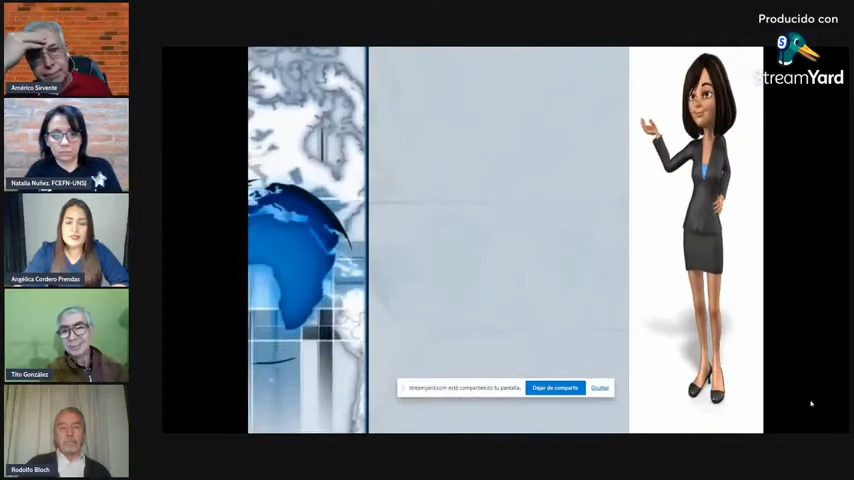 Producido con
S
StreamYard
Américo Sirvente
Natalia Nuñez. FCEFN-UNSJ
Angélica Cordero Prendas
streamyard.com está compartiendo tu pantalla.
Dejar de compartir
Ocultar
Tito González
Rodolfo Bloch